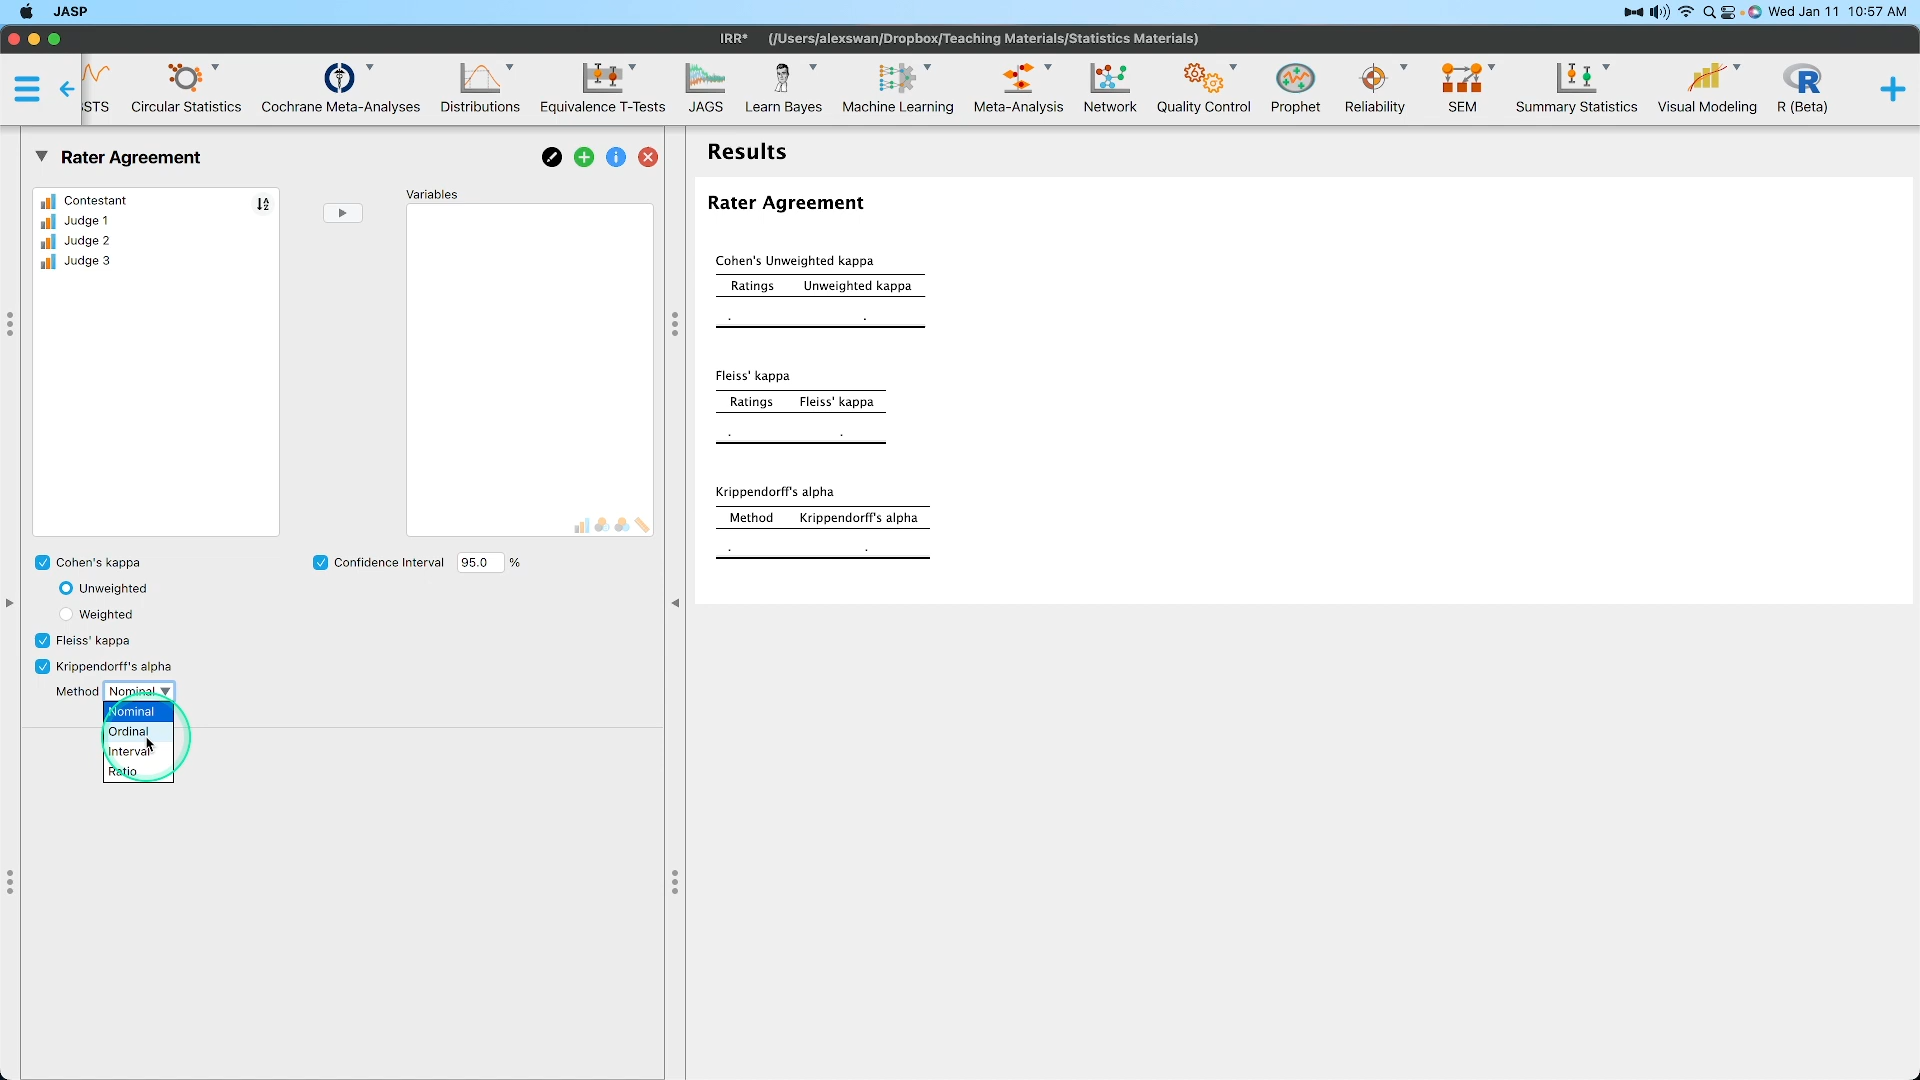 JASP
Wed Jan 11 10:57 AM
IRR* (/Users/alexswan/Dropbox/Teaching Materials/Statistics Materials)
STS
Circular Statistics
Cochrane Meta-Analyses
Distributions
Equivalence T-Tests
JAGS
Learn Bayes
Machine Learning
Meta-Analysis
Network
Quality Control
Prophet
Reliability
SEM
Summary Statistics
Visual Modeling
R (Beta)
Rater Agreement
Contestant
Judge 1
Judge 2
Judge 3
Variables
Cohen's kappa
Unweighted
Weighted
Fleiss' kappa
Krippendorff's alpha
Method Nominal
Nominal
Ordinal
Interval
Ratio
Confidence Interval 95.0 %
Results
Rater Agreement
Cohen's Unweighted kappa
Ratings Unweighted kappa
. .
Fleiss' kappa
Ratings Fleiss' kappa
. .
Krippendorff's alpha
Method Krippendorff's alpha
. .